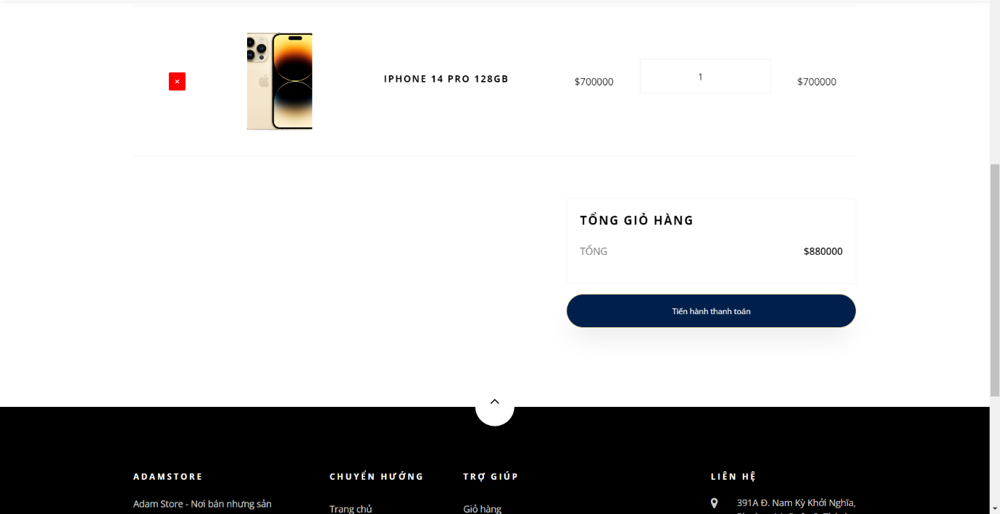 ×
IPHONE 14 PRO 128GB
$700000
1
$700000
TỔNG GIỎ HÀNG
TỔNG
$880000
Tiến hành thanh toán
ADAMSTORE
CHUYỂN HƯỚNG
TRỢ GIÚP
LIÊN HỆ
Adam Store - Nơi bán nhưng sản
Trang chủ
Giỏ hàng
391A Đ. Nam Kỳ Khởi Nghĩa,